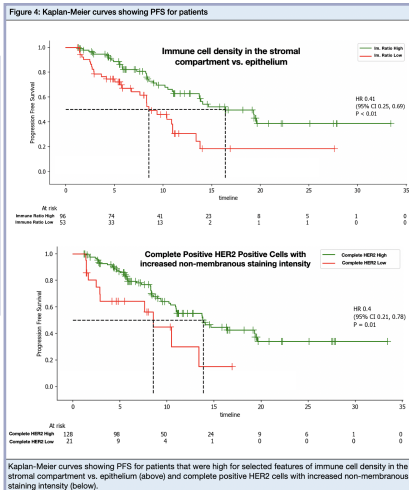 Figure 4: Kaplan-Meier curves showing PFS for patients
Immune cell density in the stromal
compartment vs. epithelium
Im. Ratio High
Im. Ratio Low
HR 0.41
(95% CI 0.25, 0.69)
P < 0.01
Progression Free Survival
1.0
0.8
0.6
0.4
0.2
0.0
0 5 10 15 20 25 30 35
timeline
At risk
Immune Ratio High 96 74 41 23 8 5 1 0
Immune Ratio Low 53 33 13 2 1 1 0 0
Complete Positive HER2 Positive Cells with
increased non-membranous staining intensity
Complete HER2 High
Complete HER2 Low
HR 0.4
(95% CI 0.21, 0.78)
P = 0.01
Progression Free Survival
1.0
0.8
0.6
0.4
0.2
0.0
0 5 10 15 20 25 30 35
timeline
At risk
Complete HER2 High 128 98 50 24 9 6 1 0
Complete HER2 Low 21 9 4 1 0 0 0 0
Kaplan-Meier curves showing PFS for patients that were high for selected features of immune cell density in the
stromal compartment vs. epithelium (above) and complete positive HER2 cells with increased non-membranous
staining intensity (below).